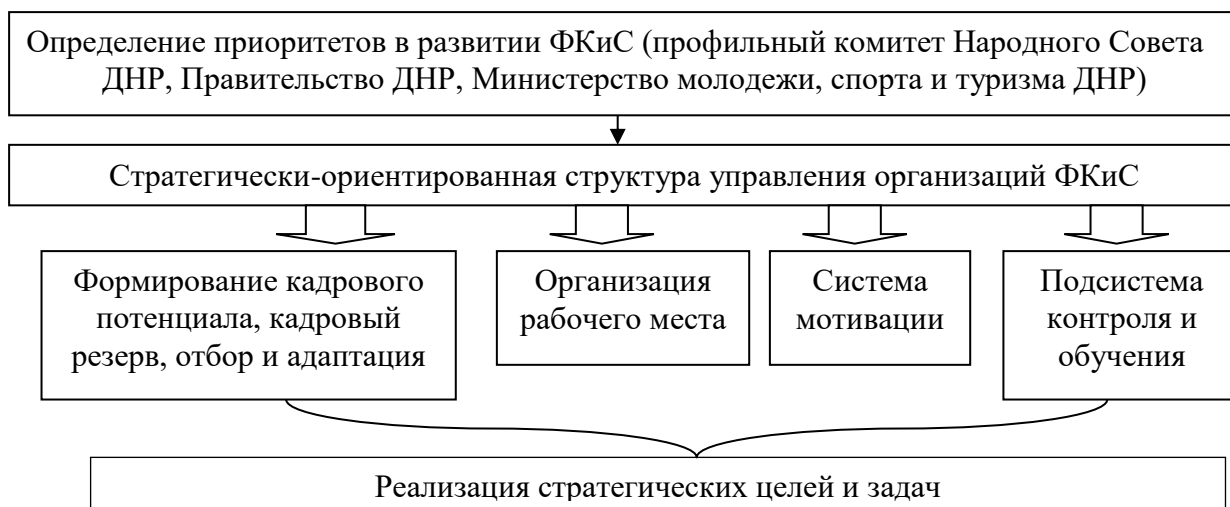 Определение приоритетов в развитии ФКиС (профильный комитет Народного Совета
ДНР, Правительство ДНР, Министерство молодежи, спорта и туризма ДНР)
Стратегически-ориентированная структура управления организаций ФКиС
Формирование кадрового
потенциала, кадровый
резерв, отбор и адаптация
Организация
рабочего места
Система
мотивации
Подсистема
контроля и
обучения
Реализация стратегических целей и задач